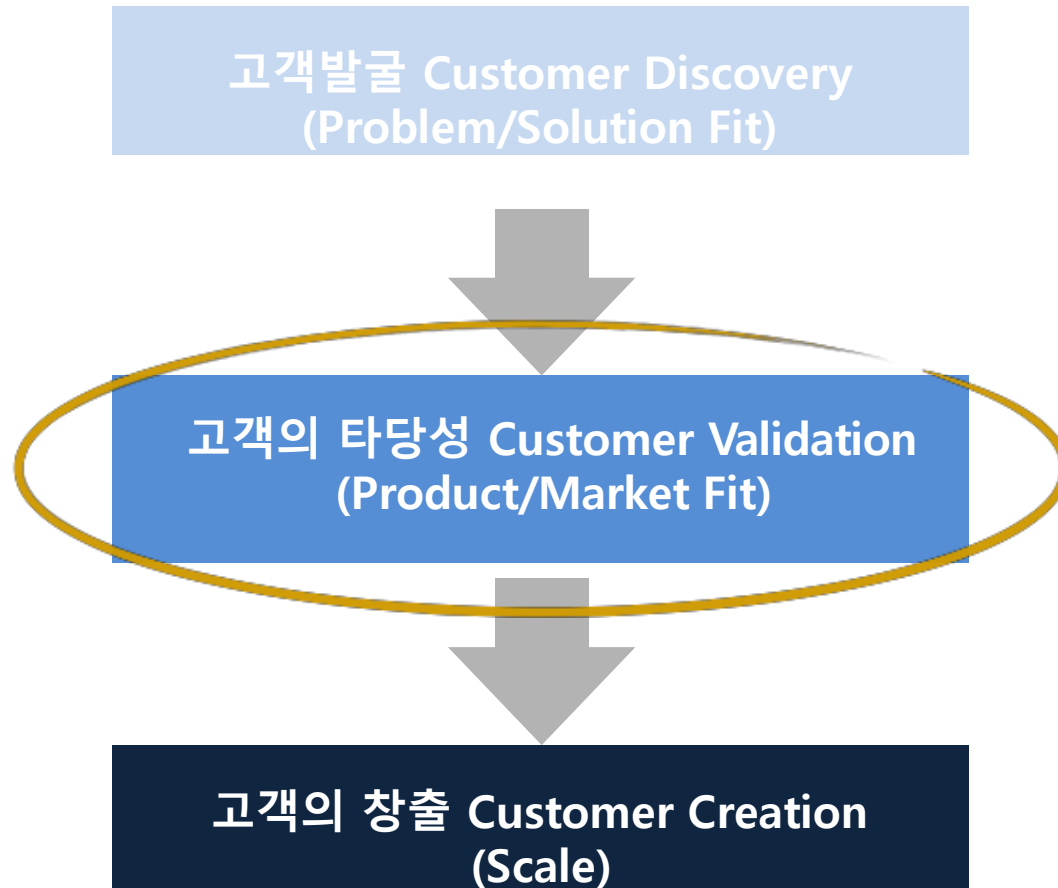 고객발굴 Customer Discovery
(Problem/Solution Fit)
고객의 타당성 Customer Validation
(Product/Market Fit)
고객의 창출 Customer Creation
(Scale)